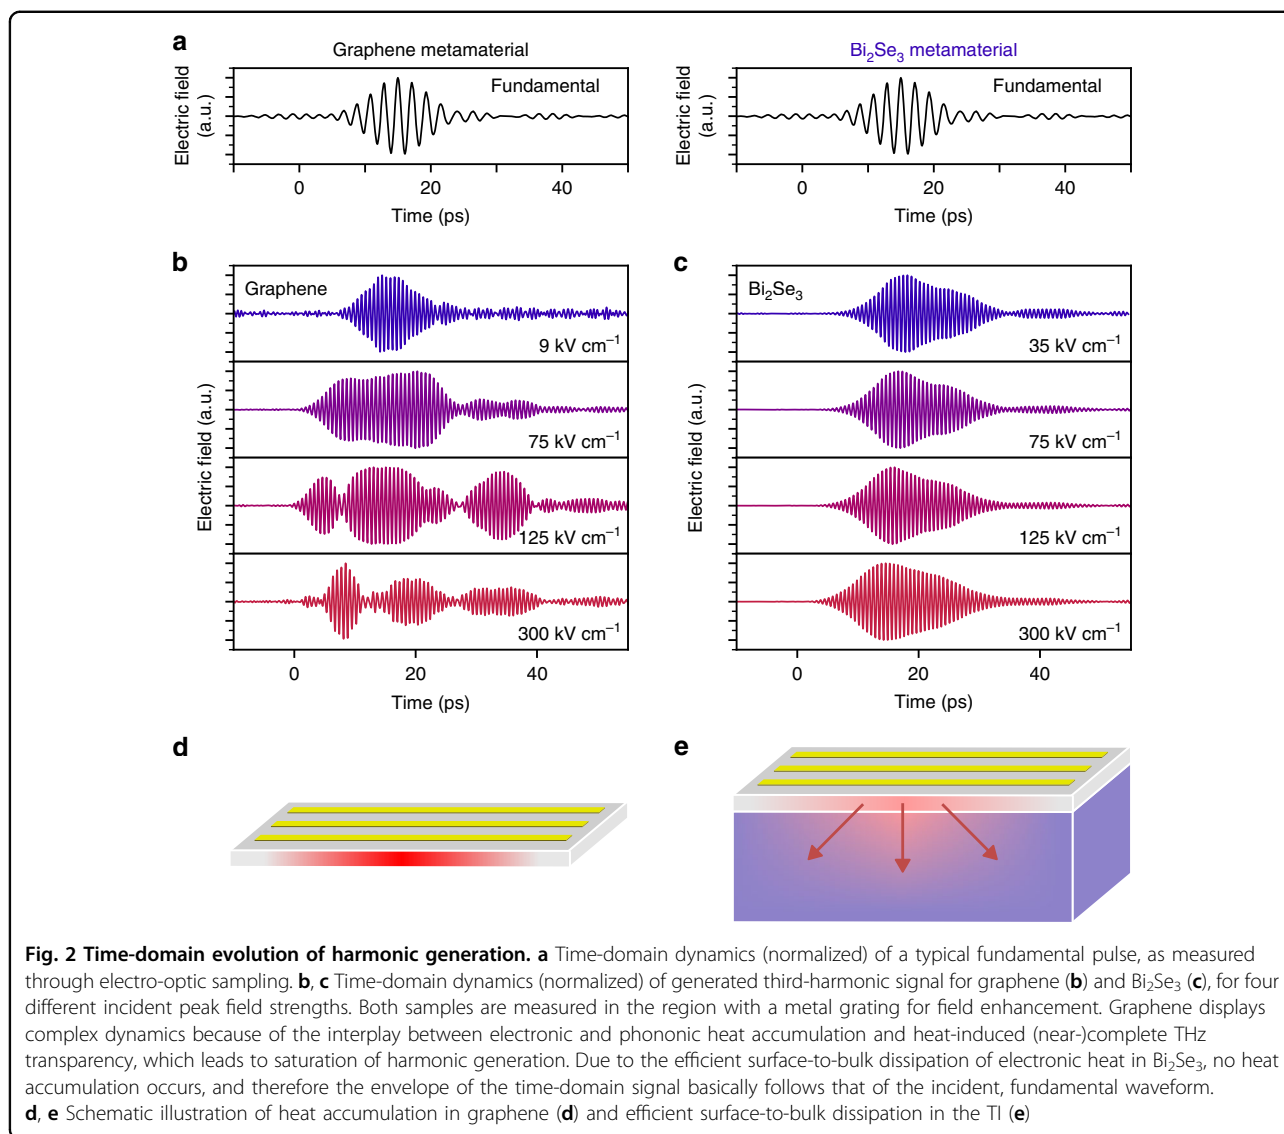 a
Graphene metamaterial
Bi₂Se₃ metamaterial
Fundamental
Electric field
(a.u.)
0
20
40
Time (ps)
Fundamental
Electric field
(a.u.)
0
20
40
Time (ps)
b
Graphene
9 kV cm⁻¹
75 kV cm⁻¹
125 kV cm⁻¹
300 kV cm⁻¹
Electric field (a.u.)
0
20
40
Time (ps)
c
Bi₂Se₃
35 kV cm⁻¹
75 kV cm⁻¹
125 kV cm⁻¹
300 kV cm⁻¹
Electric field (a.u.)
0
20
40
Time (ps)
d
e
Fig. 2 Time-domain evolution of harmonic generation. a Time-domain dynamics (normalized) of a typical fundamental pulse, as measured
through electro-optic sampling. b, c Time-domain dynamics (normalized) of generated third-harmonic signal for graphene (b) and Bi₂Se₃ (c), for four
different incident peak field strengths. Both samples are measured in the region with a metal grating for field enhancement. Graphene displays
complex dynamics because of the interplay between electronic and phononic heat accumulation and heat-induced (near-)complete THz
transparency, which leads to saturation of harmonic generation. Due to the efficient surface-to-bulk dissipation of electronic heat in Bi₂Se₃, no heat
accumulation occurs, and therefore the envelope of the time-domain signal basically follows that of the incident, fundamental waveform.
d, e Schematic illustration of heat accumulation in graphene (d) and efficient surface-to-bulk dissipation in the TI (e)